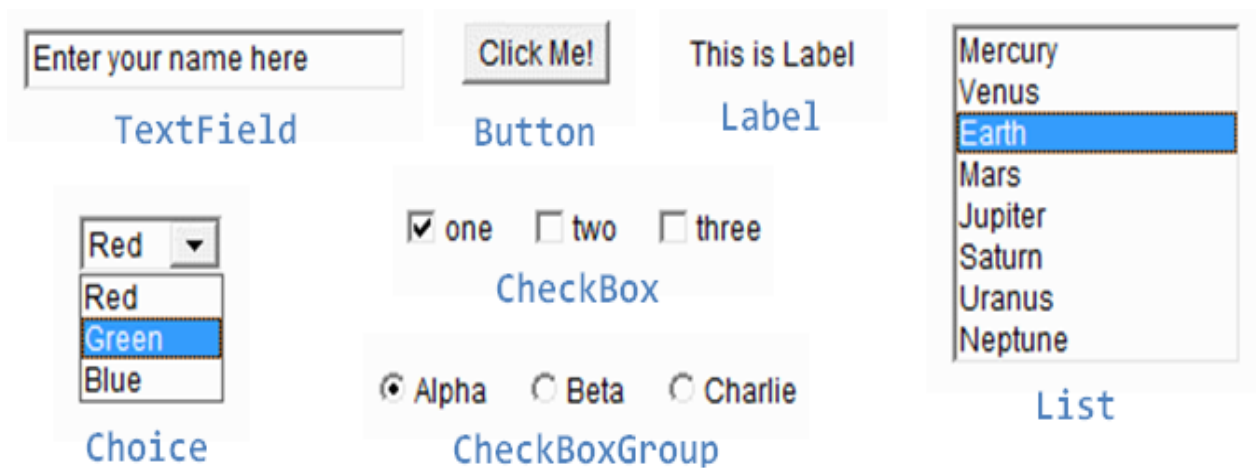 Enter your name here
TextField
Click Me!
Button
This is Label
Label
Mercury
Venus
Earth
Mars
Jupiter
Saturn
Uranus
Neptune
List
Red
Red
Green
Blue
Choice
one two three
CheckBox
Alpha Beta Charlie
CheckBoxGroup